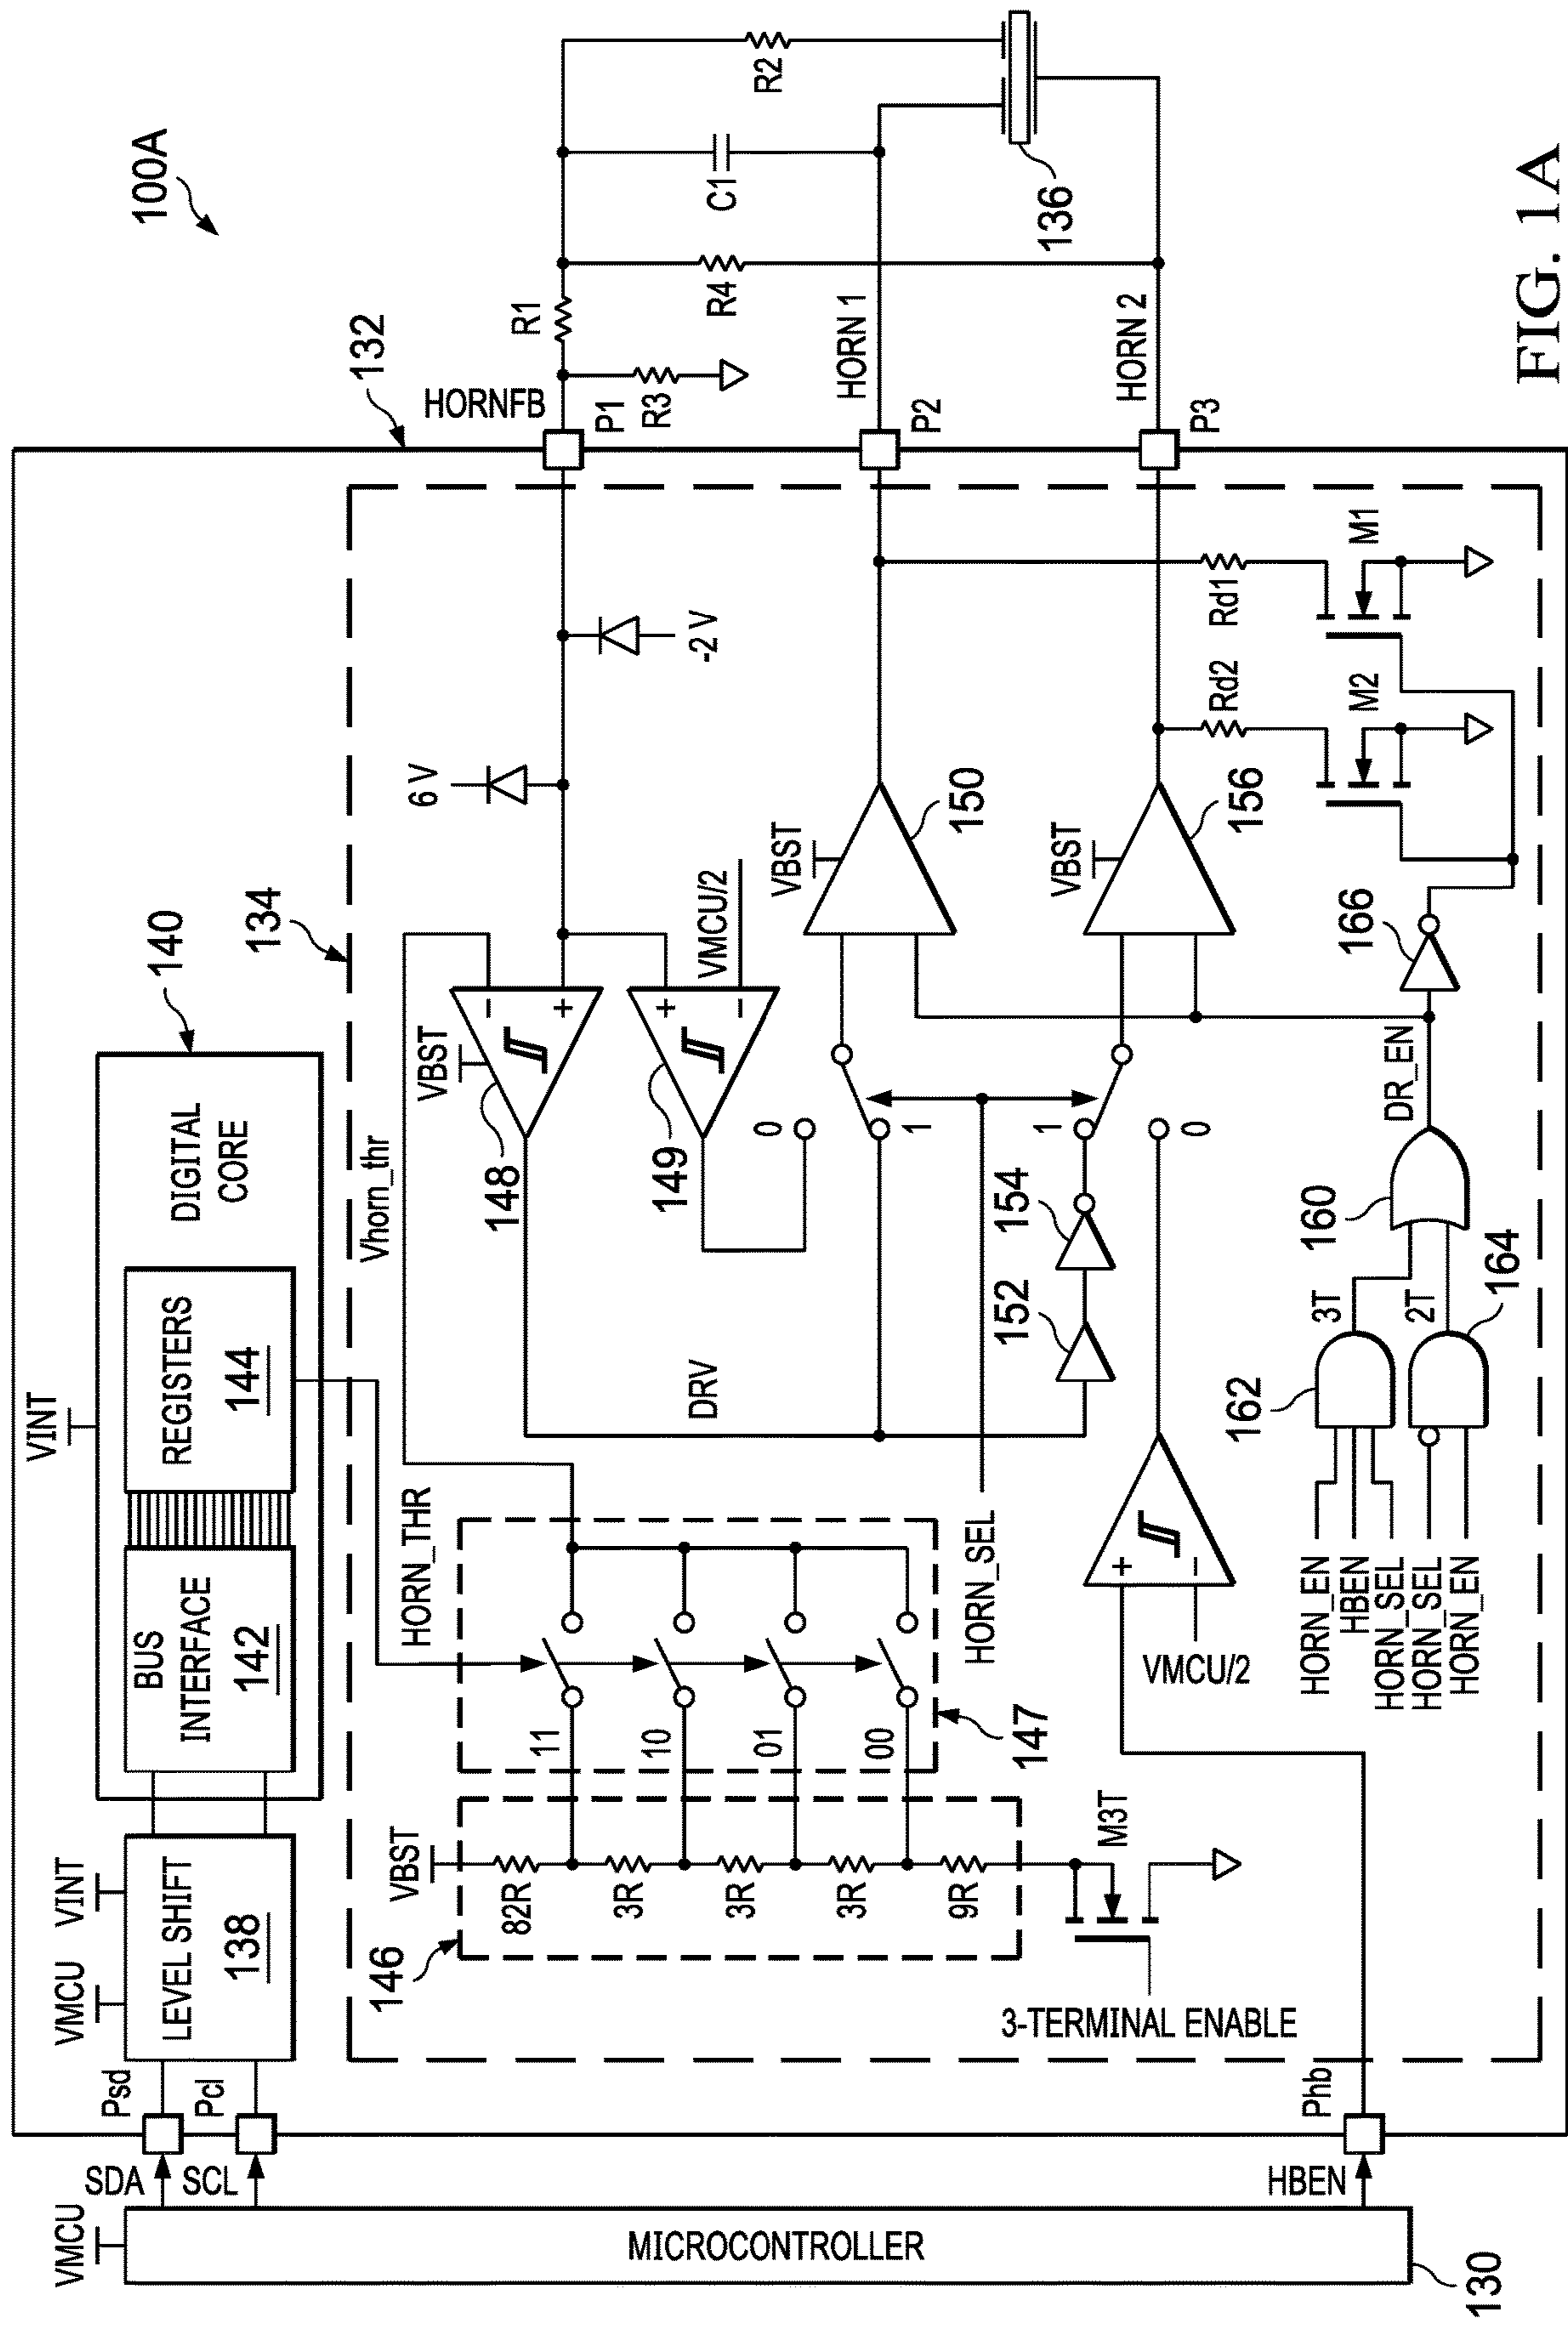 100A
132
HORNFB
P1
R1
R3
R4
C1
R2
HORN 1
P2
136
HORN 2
P3
VINT
140
DIGITAL
CORE
REGISTERS
144
BUS
INTERFACE
142
VMCU
VINT
LEVEL SHIFT
138
Psd
Pcl
SDA
SCL
VMCU
MICROCONTROLLER
130
HBEN
Phb
134
Vhorn_thr
6 V
-2 V
VBST
-
+
148
+
-
149
VMCU/2
0
1
VBST
150
VBST
156
1
0
DRV
152
154
HORN_THR
HORN_SEL
11
10
01
00
147
VBST
82R
3R
3R
3R
9R
146
M3T
3-TERMINAL ENABLE
+
-
VMCU/2
Rd1
M1
Rd2
M2
166
DR_EN
160
3T
2T
162
164
HORN_EN
HBEN
HORN_SEL
HORN_SEL
HORN_EN
FIG. 1A